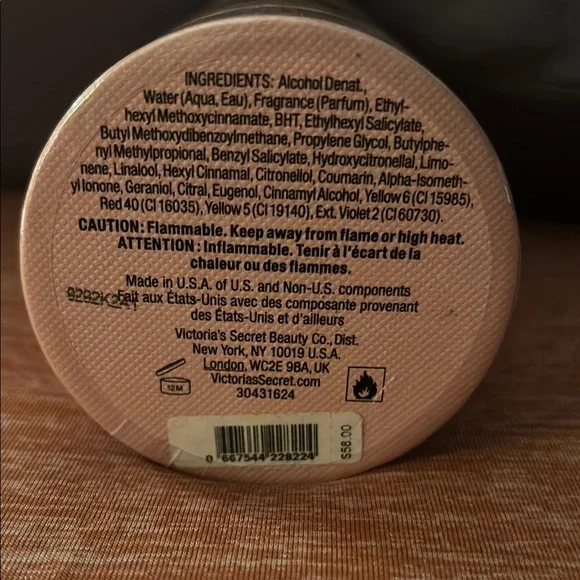 INGREDIENTS: Alcohol Denat.,
Water (Aqua, Eau), Fragrance (Parfum), Ethyl-
hexyl Methoxycinnamate, BHT, Ethylhexyl Salicylate,
Butyl Methoxydibenzoylmethane, Propylene Glycol, Butylphe-
nyl Methylpropional, Benzyl Salicylate, Hydroxycitronellal, Limo-
nene, Linalool, Hexyl Cinnamal, Citronellol, Coumarin, Alpha-Isometh-
yl Ionone, Geraniol, Citral, Eugenol, Cinnamyl Alcohol, Yellow 6 (CI 15985),
Red 40 (CI 16035), Yellow 5 (CI 19140), Ext. Violet 2 (CI 60730).
CAUTION: Flammable. Keep away from flame or high heat.
ATTENTION : Inflammable. Tenir à l'écart de la
chaleur ou des flammes.
Made in U.S.A. of U.S. and Non-U.S. components
Fait aux États-Unis avec des composante provenant
des États-Unis et d'ailleurs
Victoria's Secret Beauty Co., Dist.
New York, NY 10019 U.S.A.
London, WC2E 9BA, UK
VictoriasSecret.com
30431624
12M
0 667544 228224
$58.00